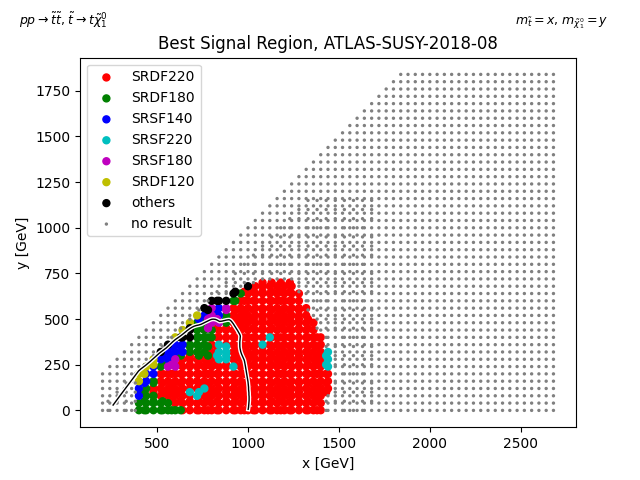 pp → t̃t̃, t̃ → tχ̃⁰₁
m_t̃ = x, m_χ̃⁰₁ = y
Best Signal Region, ATLAS-SUSY-2018-08
SRDF220
SRDF180
SRSF140
SRSF220
SRSF180
SRDF120
others
no result
y [GeV]
1750
1500
1250
1000
750
500
250
0
500
1000
1500
2000
2500
x [GeV]